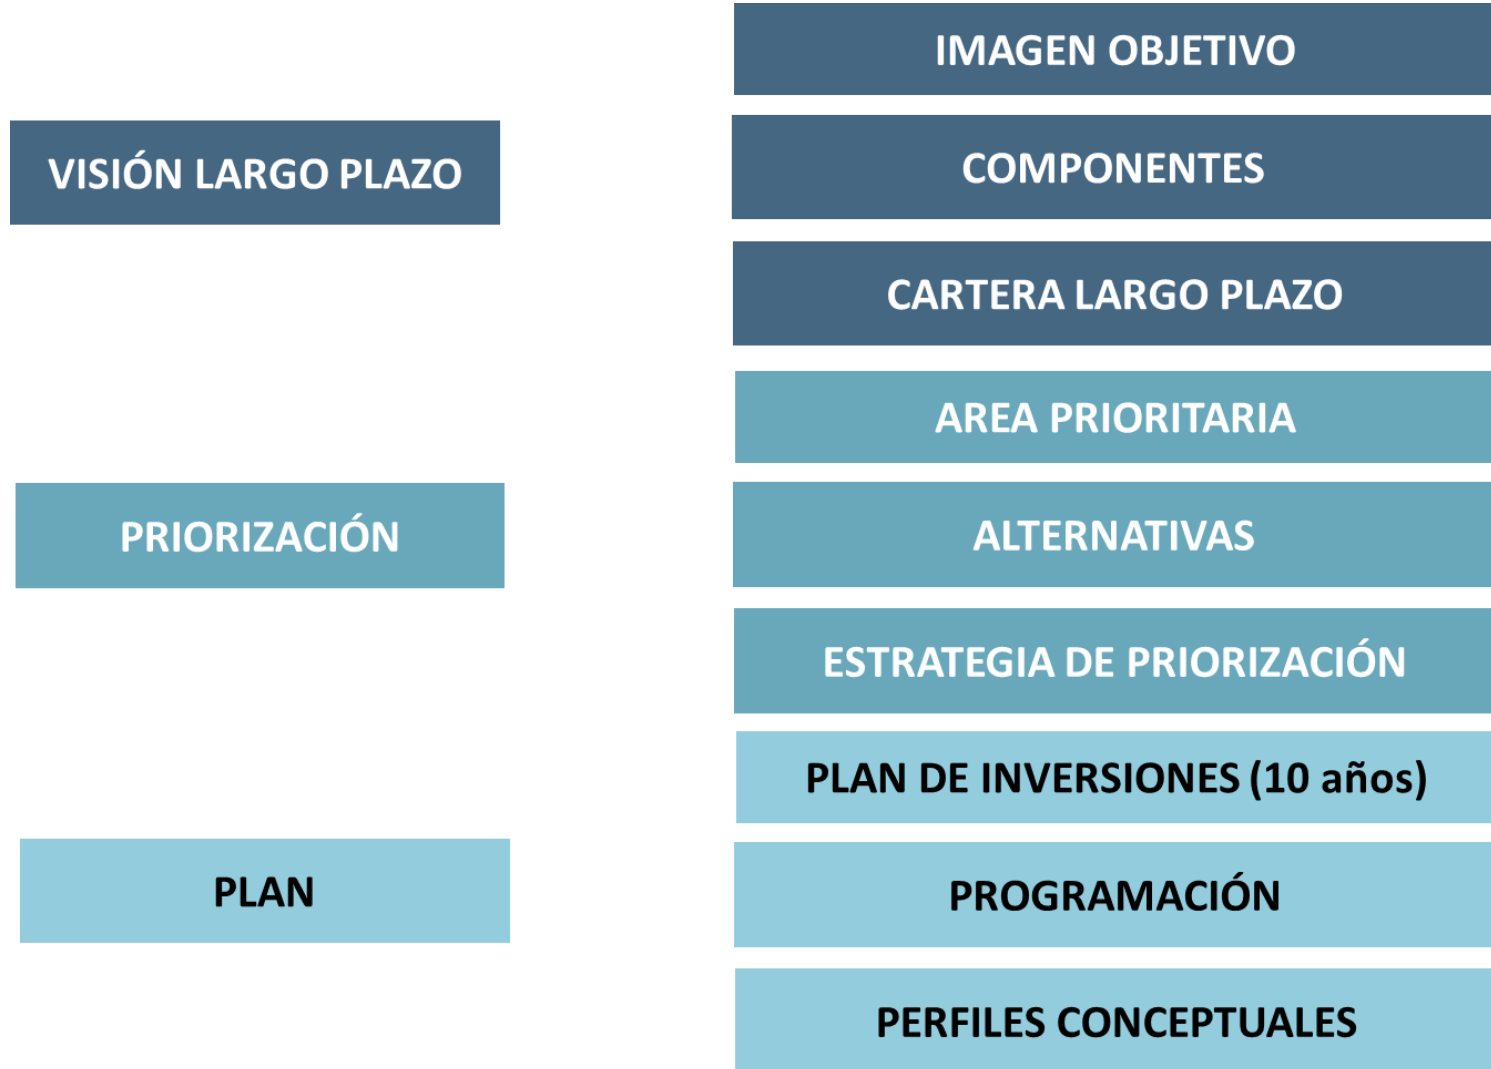 IMAGEN OBJETIVO
VISIÓN LARGO PLAZO
COMPONENTES
CARTERA LARGO PLAZO
AREA PRIORITARIA
PRIORIZACIÓN
ALTERNATIVAS
ESTRATEGIA DE PRIORIZACIÓN
PLAN DE INVERSIONES (10 años)
PLAN
PROGRAMACIÓN
PERFILES CONCEPTUALES